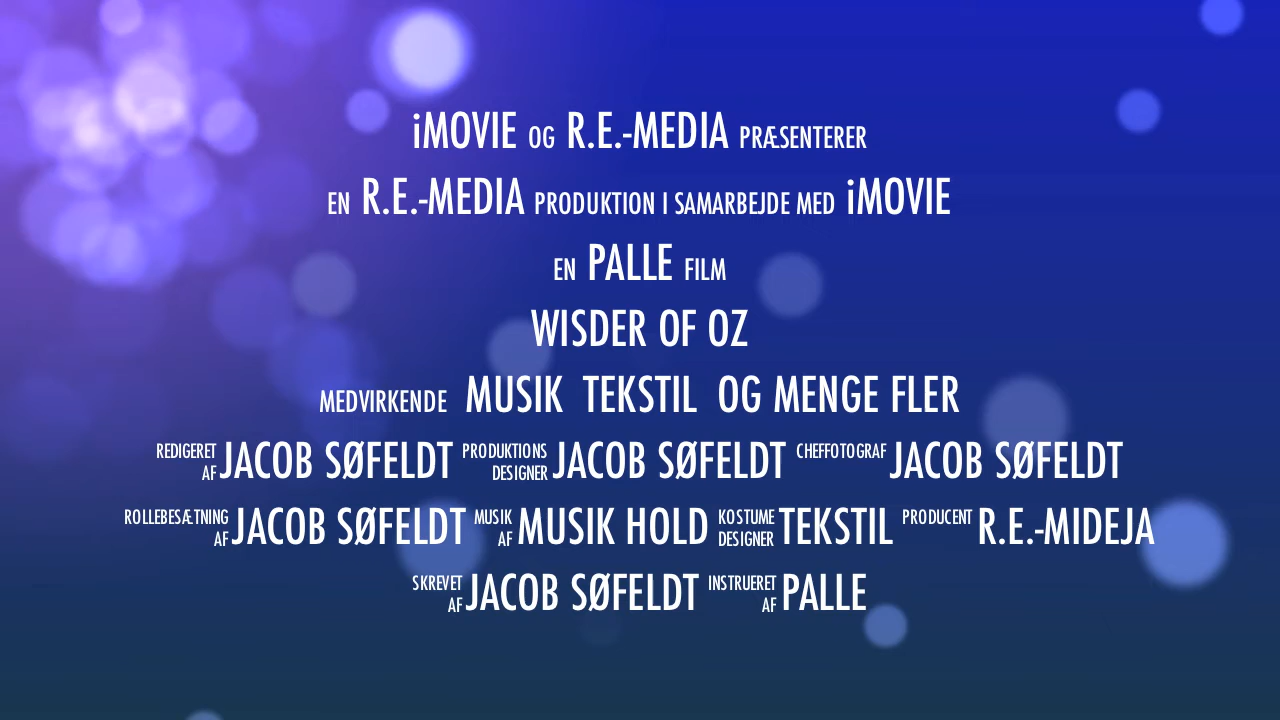 iMOVIE OG R.E.-MEDIA PRÆSENTERER
EN R.E.-MEDIA PRODUKTION I SAMARBEJDE MED iMOVIE
EN PALLE FILM
WISDER OF OZ
MEDVIRKENDE MUSIK TEKSTIL OG MENGE FLER
REDIGERET AF JACOB SØFELDT PRODUKTIONS DESIGNER JACOB SØFELDT CHEFFOTOGRAF JACOB SØFELDT
ROLLEBESÆTNING AF JACOB SØFELDT MUSIK AF MUSIK HOLD KOSTUME DESIGNER TEKSTIL PRODUCENT R.E.-MIDEJA
SKREVET AF JACOB SØFELDT INSTRUERET AF PALLE